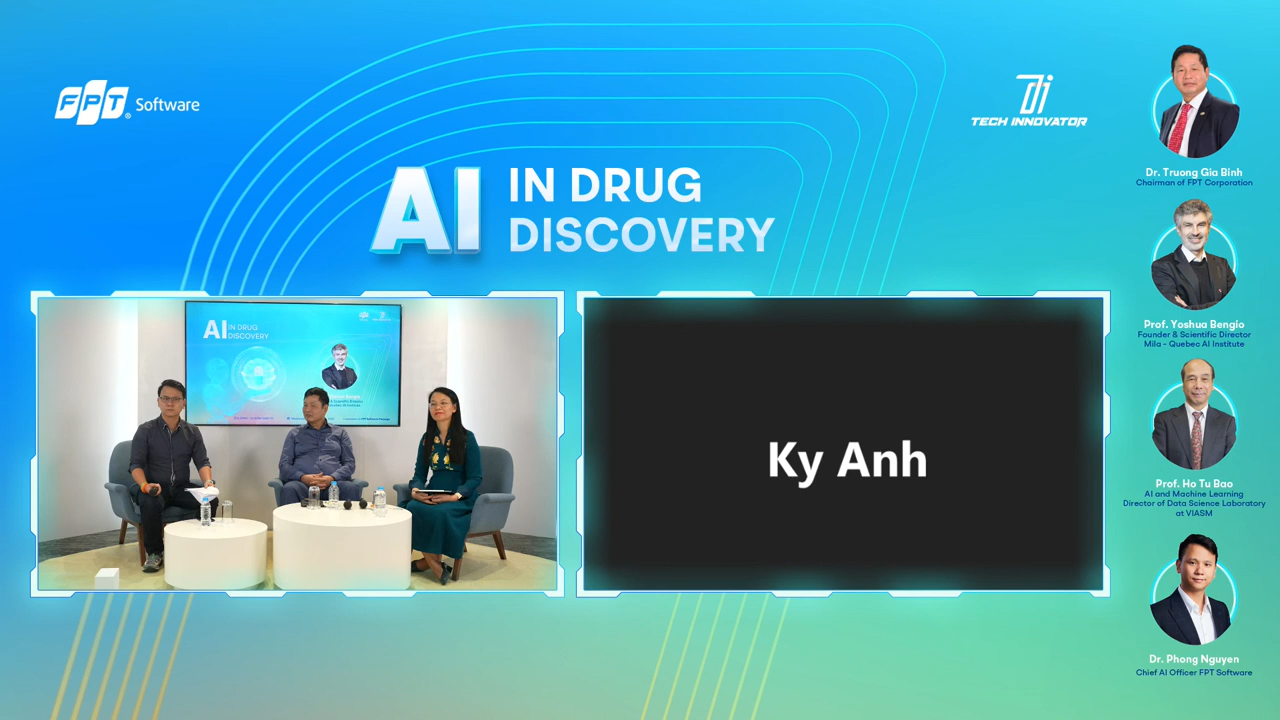 FPT Software
TECH INNOVATOR
AI IN DRUG
DISCOVERY
AI IN DRUG
DISCOVERY
Ky Anh
Dr. Truong Gia Binh
Chairman of FPT Corporation
Prof. Yoshua Bengio
Founder & Scientific Director
Mila - Quebec AI Institute
Prof. Ho Tu Bao
AI and Machine Learning
Director of Data Science Laboratory
at VIASM
Dr. Phong Nguyen
Chief AI Officer FPT Software